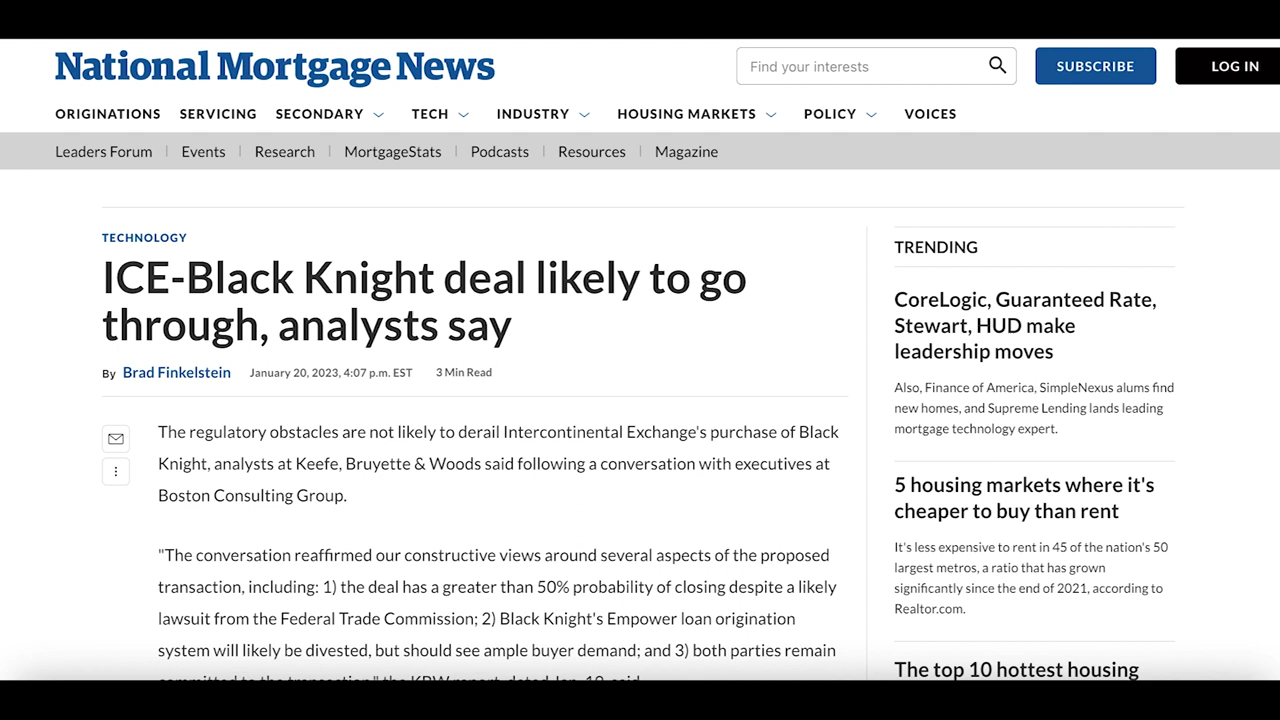 National Mortgage News
Find your interests
SUBSCRIBE
LOG IN
ORIGINATIONS SERVICING SECONDARY TECH INDUSTRY HOUSING MARKETS POLICY VOICES
Leaders Forum Events Research MortgageStats Podcasts Resources Magazine
TECHNOLOGY
ICE-Black Knight deal likely to go
through, analysts say
By Brad Finkelstein January 20, 2023, 4:07 p.m. EST 3 Min Read
The regulatory obstacles are not likely to derail Intercontinental Exchange's purchase of Black
Knight, analysts at Keefe, Bruyette & Woods said following a conversation with executives at
Boston Consulting Group.
"The conversation reaffirmed our constructive views around several aspects of the proposed
transaction, including: 1) the deal has a greater than 50% probability of closing despite a likely
lawsuit from the Federal Trade Commission; 2) Black Knight's Empower loan origination
system will likely be divested, but should see ample buyer demand; and 3) both parties remain
committed to the transaction," the KBW report, dated Jan. 19, said.
TRENDING
CoreLogic, Guaranteed Rate,
Stewart, HUD make
leadership moves
Also, Finance of America, SimpleNexus alums find
new homes, and Supreme Lending lands leading
mortgage technology expert.
5 housing markets where it's
cheaper to buy than rent
It's less expensive to rent in 45 of the nation's 50
largest metros, a ratio that has grown
significantly since the end of 2021, according to
Realtor.com.
The top 10 hottest housing